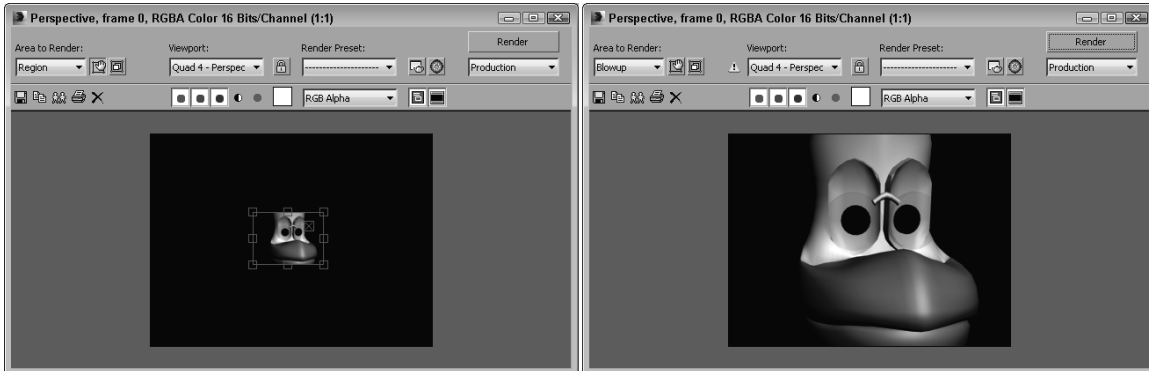 Perspective, frame 0, RGBA Color 16 Bits/Channel (1:1)
Area to Render:
Viewport:
Render Preset:
Render
Region
Quad 4 - Perspec
--------------------
Production
RGB Alpha
Perspective, frame 0, RGBA Color 16 Bits/Channel (1:1)
Area to Render:
Viewport:
Render Preset:
Render
Blowup
Quad 4 - Perspec
--------------------
Production
RGB Alpha